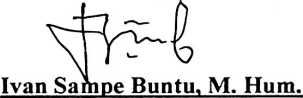 Ivan Sampe Buntu, M. Hum.